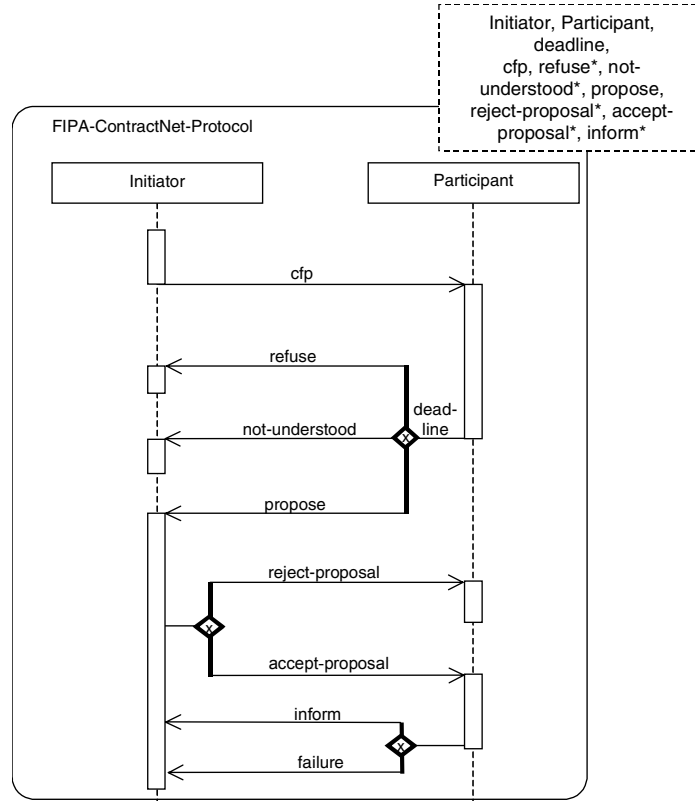 Initiator, Participant,
deadline,
cfp, refuse*, not-
understood*, propose,
reject-proposal*, accept-
proposal*, inform*
FIPA-ContractNet-Protocol
Initiator
Participant
cfp
refuse
dead-
line
not-understood
x
propose
reject-proposal
x
accept-proposal
inform
x
failure